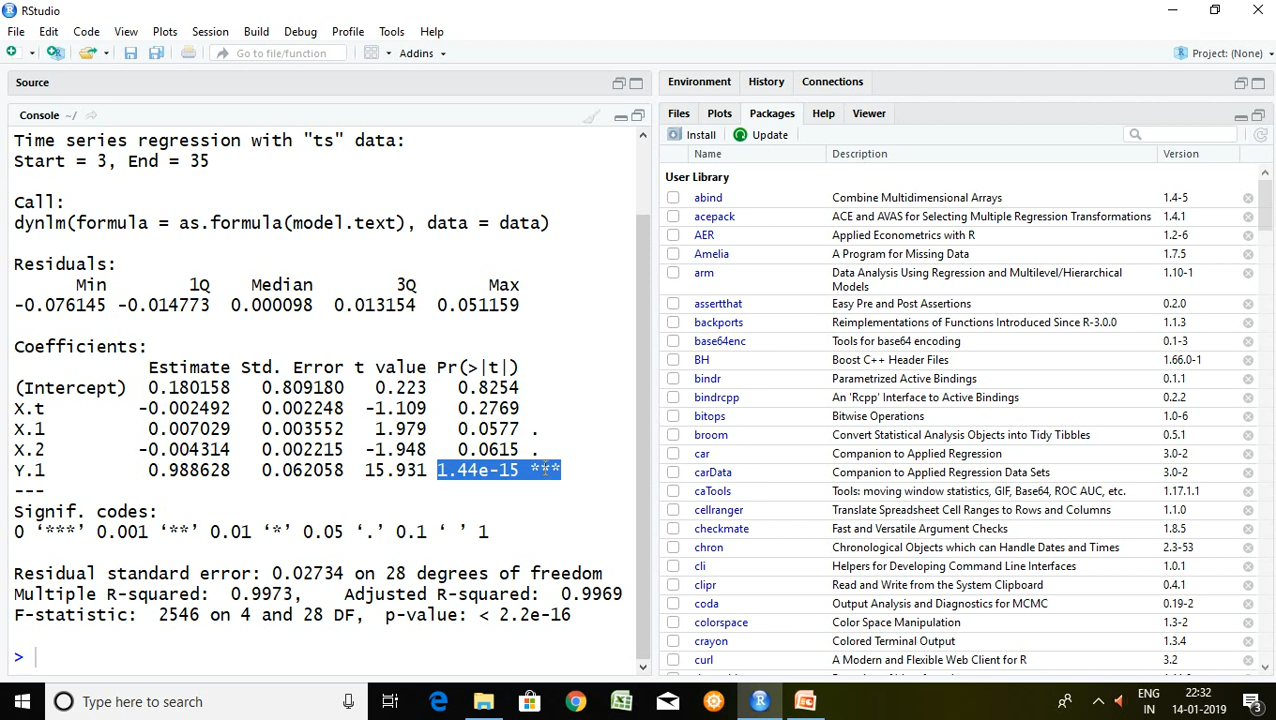 RStudio
File Edit Code View Plots Session Build Debug Profile Tools Help
Go to file/function Addins Project: (None)
Source
Console ~/
Time series regression with "ts" data:
Start = 3, End = 35
Call:
dynlm(formula = as.formula(model.text), data = data)
Residuals:
Min 1Q Median 3Q Max
-0.076145 -0.014773 0.000098 0.013154 0.051159
Coefficients:
Estimate Std. Error t value Pr(>|t|)
(Intercept) 0.180158 0.809180 0.223 0.8254
X.t -0.002492 0.002248 -1.109 0.2769
X.1 0.007029 0.003552 1.979 0.0577 .
X.2 -0.004314 0.002215 -1.948 0.0615 .
Y.1 0.988628 0.062058 15.931 1.44e-15 ***
---
Signif. codes:
0 ‘***’ 0.001 ‘**’ 0.01 ‘*’ 0.05 ‘.’ 0.1 ‘ ’ 1
Residual standard error: 0.02734 on 28 degrees of freedom
Multiple R-squared: 0.9973, Adjusted R-squared: 0.9969
F-statistic: 2546 on 4 and 28 DF, p-value: < 2.2e-16
>
Environment History Connections
Files Plots Packages Help Viewer
Install Update
Name Description Version
User Library
abind Combine Multidimensional Arrays 1.4-5
acepack ACE and AVAS for Selecting Multiple Regression Transformations 1.4.1
AER Applied Econometrics with R 1.2-6
Amelia A Program for Missing Data 1.7.5
arm Data Analysis Using Regression and Multilevel/Hierarchical 1.10-1
Models
assertthat Easy Pre and Post Assertions 0.2.0
backports Reimplementations of Functions Introduced Since R-3.0.0 1.1.3
base64enc Tools for base64 encoding 0.1-3
BH Boost C++ Header Files 1.66.0-1
bindr Parametrized Active Bindings 0.1.1
bindrcpp An 'Rcpp' Interface to Active Bindings 0.2.2
bitops Bitwise Operations 1.0-6
broom Convert Statistical Analysis Objects into Tidy Tibbles 0.5.1
car Companion to Applied Regression 3.0-2
carData Companion to Applied Regression Data Sets 3.0-2
caTools Tools: moving window statistics, GIF, Base64, ROC AUC, etc. 1.17.1.1
cellranger Translate Spreadsheet Cell Ranges to Rows and Columns 1.1.0
checkmate Fast and Versatile Argument Checks 1.8.5
chron Chronological Objects which can Handle Dates and Times 2.3-53
cli Helpers for Developing Command Line Interfaces 1.0.1
clipr Read and Write from the System Clipboard 0.4.1
coda Output Analysis and Diagnostics for MCMC 0.19-2
colorspace Color Space Manipulation 1.3-2
crayon Colored Terminal Output 1.3.4
curl A Modern and Flexible Web Client for R 3.2
Type here to search
ENG 22:32
IN 14-01-2019
3